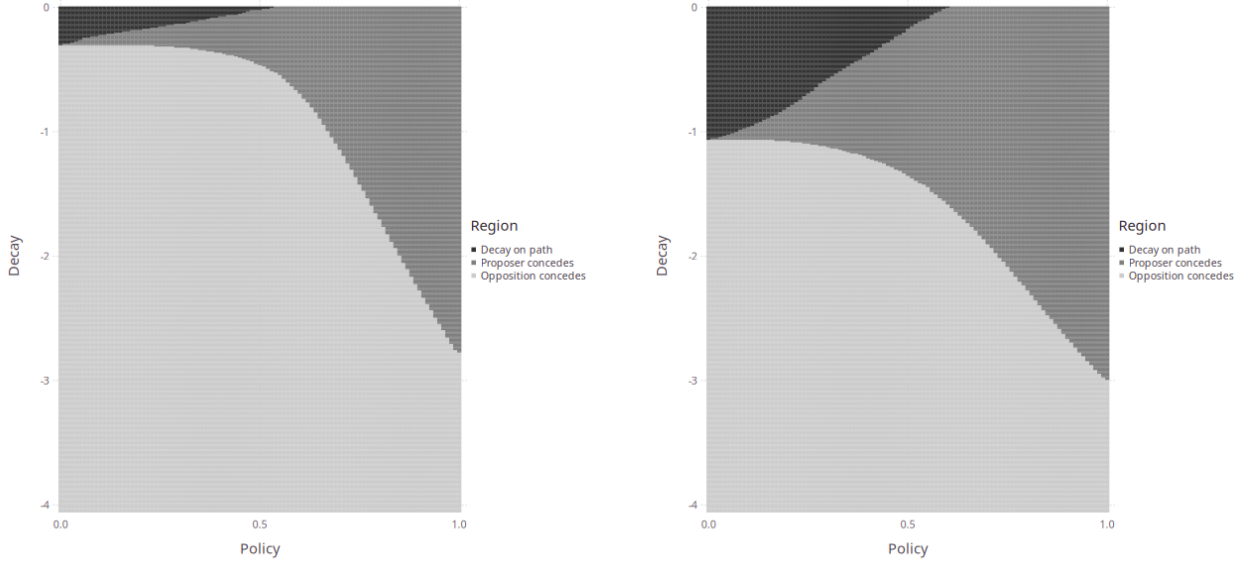 0
-1
-2
-3
-4
Decay
0.0
0.5
1.0
Policy
Region
Decay on path
Proposer concedes
Opposition concedes
0
-1
-2
-3
-4
Decay
0.0
0.5
1.0
Policy
Region
Decay on path
Proposer concedes
Opposition concedes